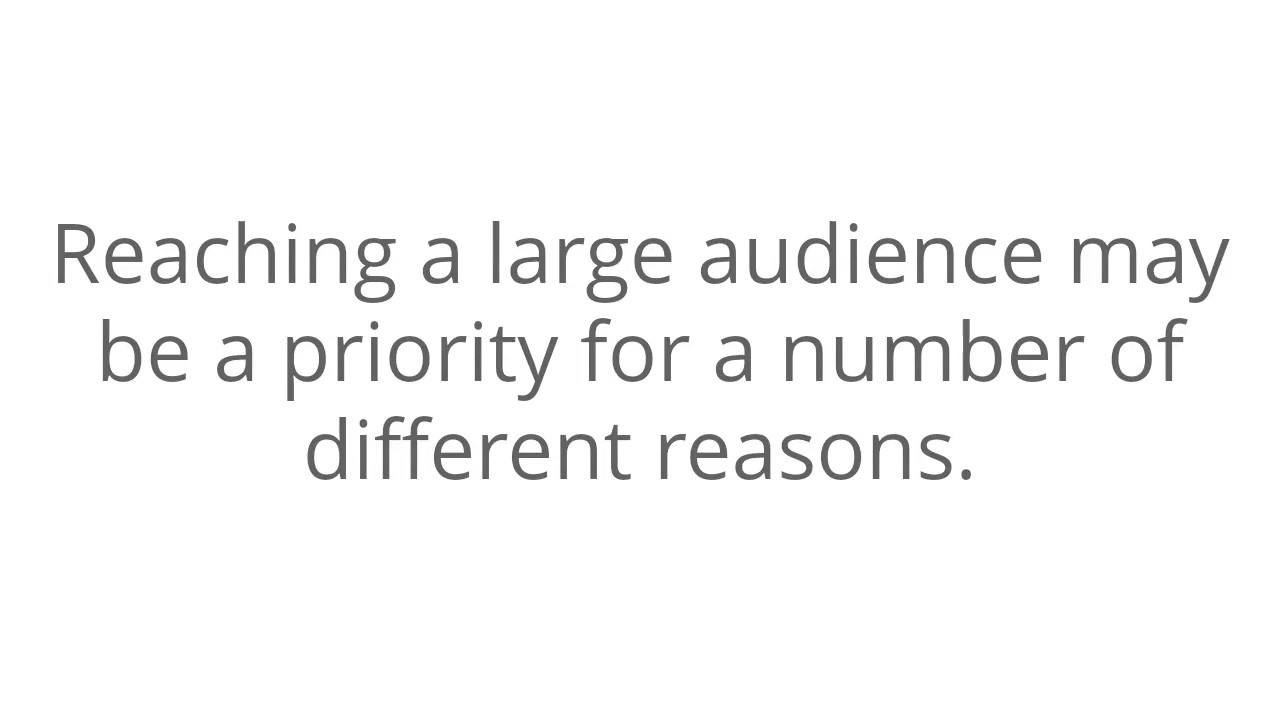 Reaching a large audience may
be a priority for a number of
different reasons.